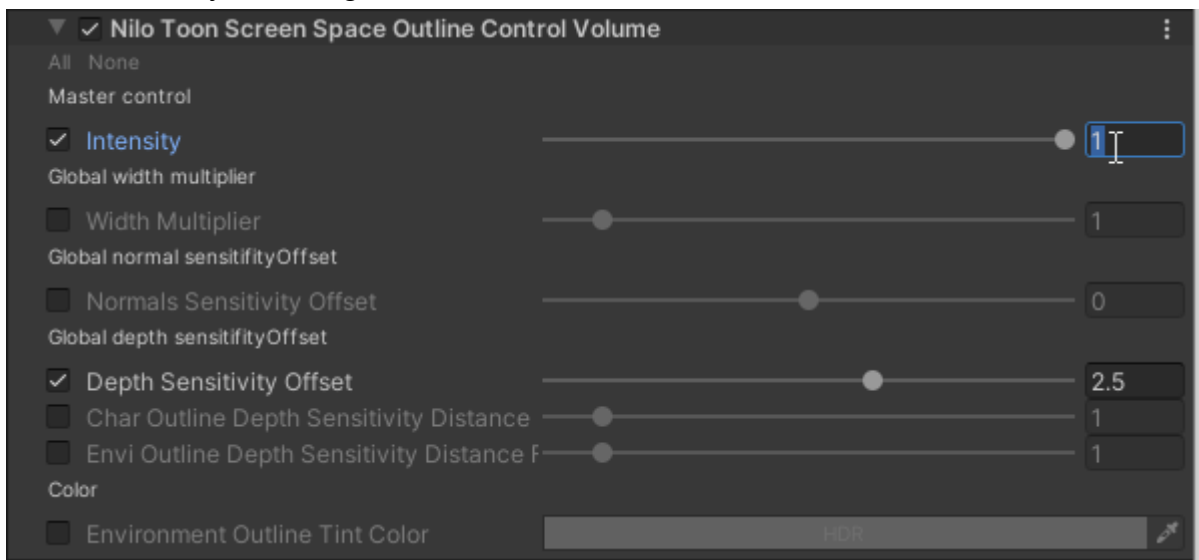 Nilo Toon Screen Space Outline Control Volume
All None
Master control
Intensity 1
Global width multiplier
Width Multiplier 1
Global normal sensitifityOffset
Normals Sensitivity Offset 0
Global depth sensitifityOffset
Depth Sensitivity Offset 2.5
Char Outline Depth Sensitivity Distance 1
Envi Outline Depth Sensitivity Distance F 1
Color
Environment Outline Tint Color HDR